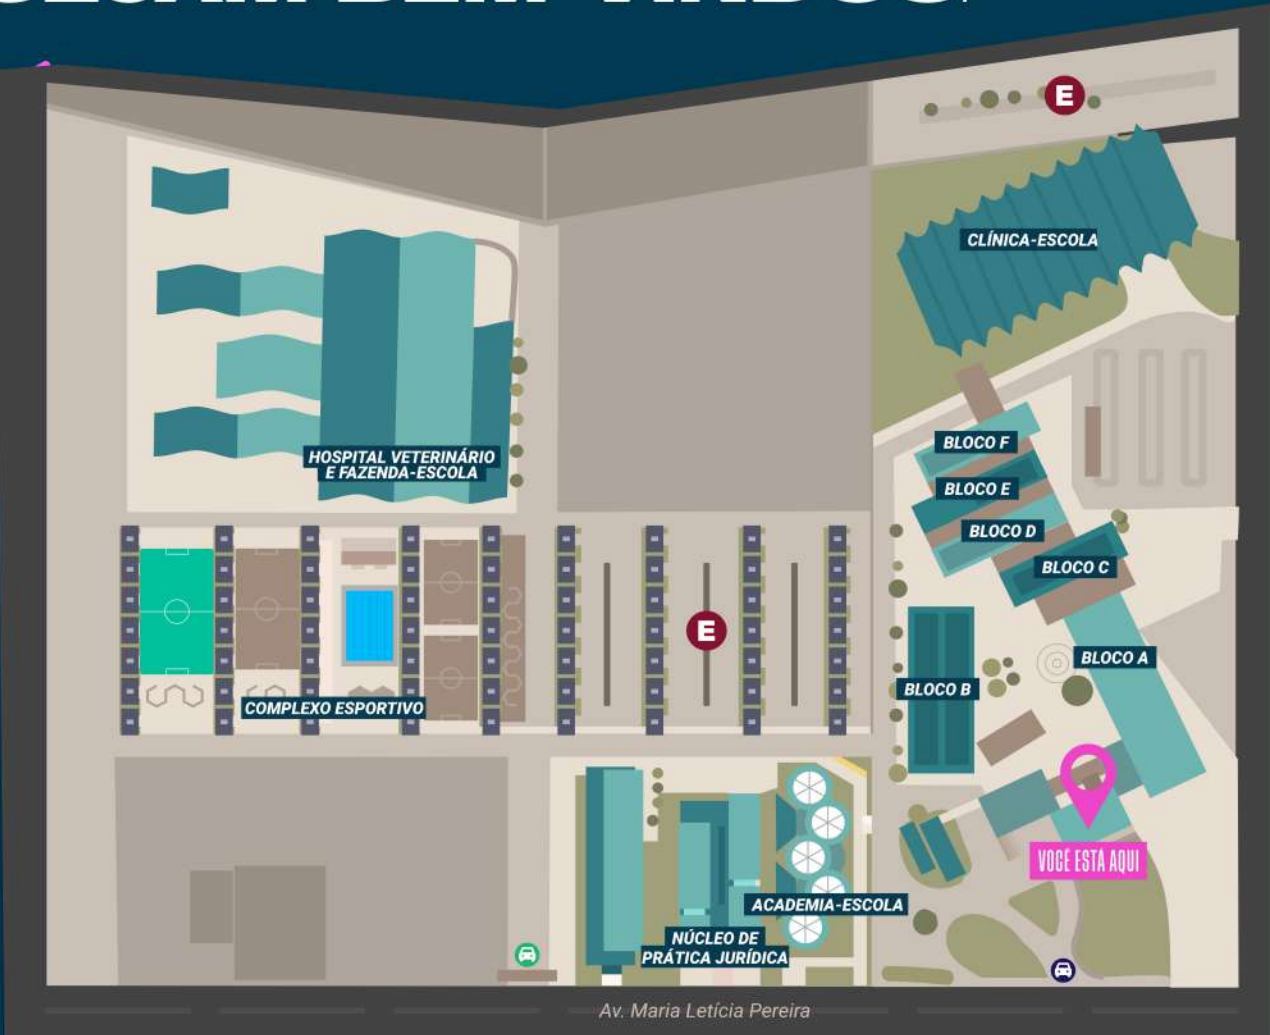 E
CLÍNICA-ESCOLA
BLOCO F
HOSPITAL VETERINÁRIO
E FAZENDA-ESCOLA
BLOCO E
BLOCO D
BLOCO C
E
BLOCO A
BLOCO B
COMPLEXO ESPORTIVO
VOCÊ ESTÁ AQUI
ACADEMIA-ESCOLA
NÚCLEO DE
PRÁTICA JURÍDICA
Av. Maria Letícia Pereira